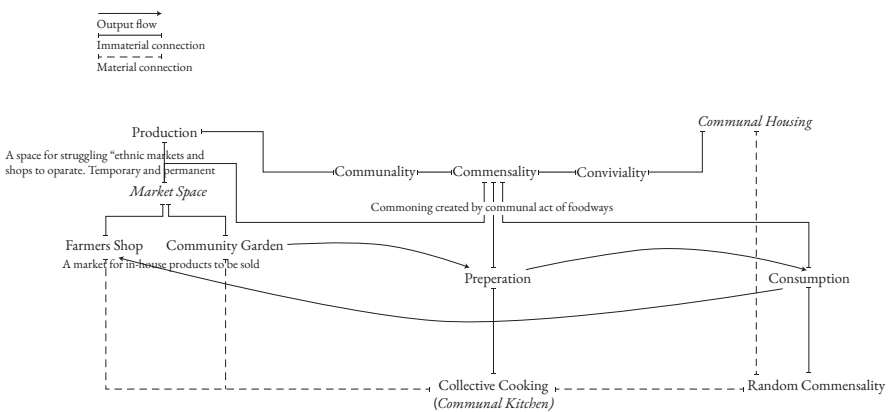 Output flow
Immaterial connection
Material connection
Communal Housing
Production
A space for struggling “ethnic markets and
shops to oparate. Temporary and permanent
Communality
Commensality
Conviviality
Market Space
Commoning created by communal act of foodways
Farmers Shop
Community Garden
A market for in-house products to be sold
Preperation
Consumption
Collective Cooking
(Communal Kitchen)
Random Commensality